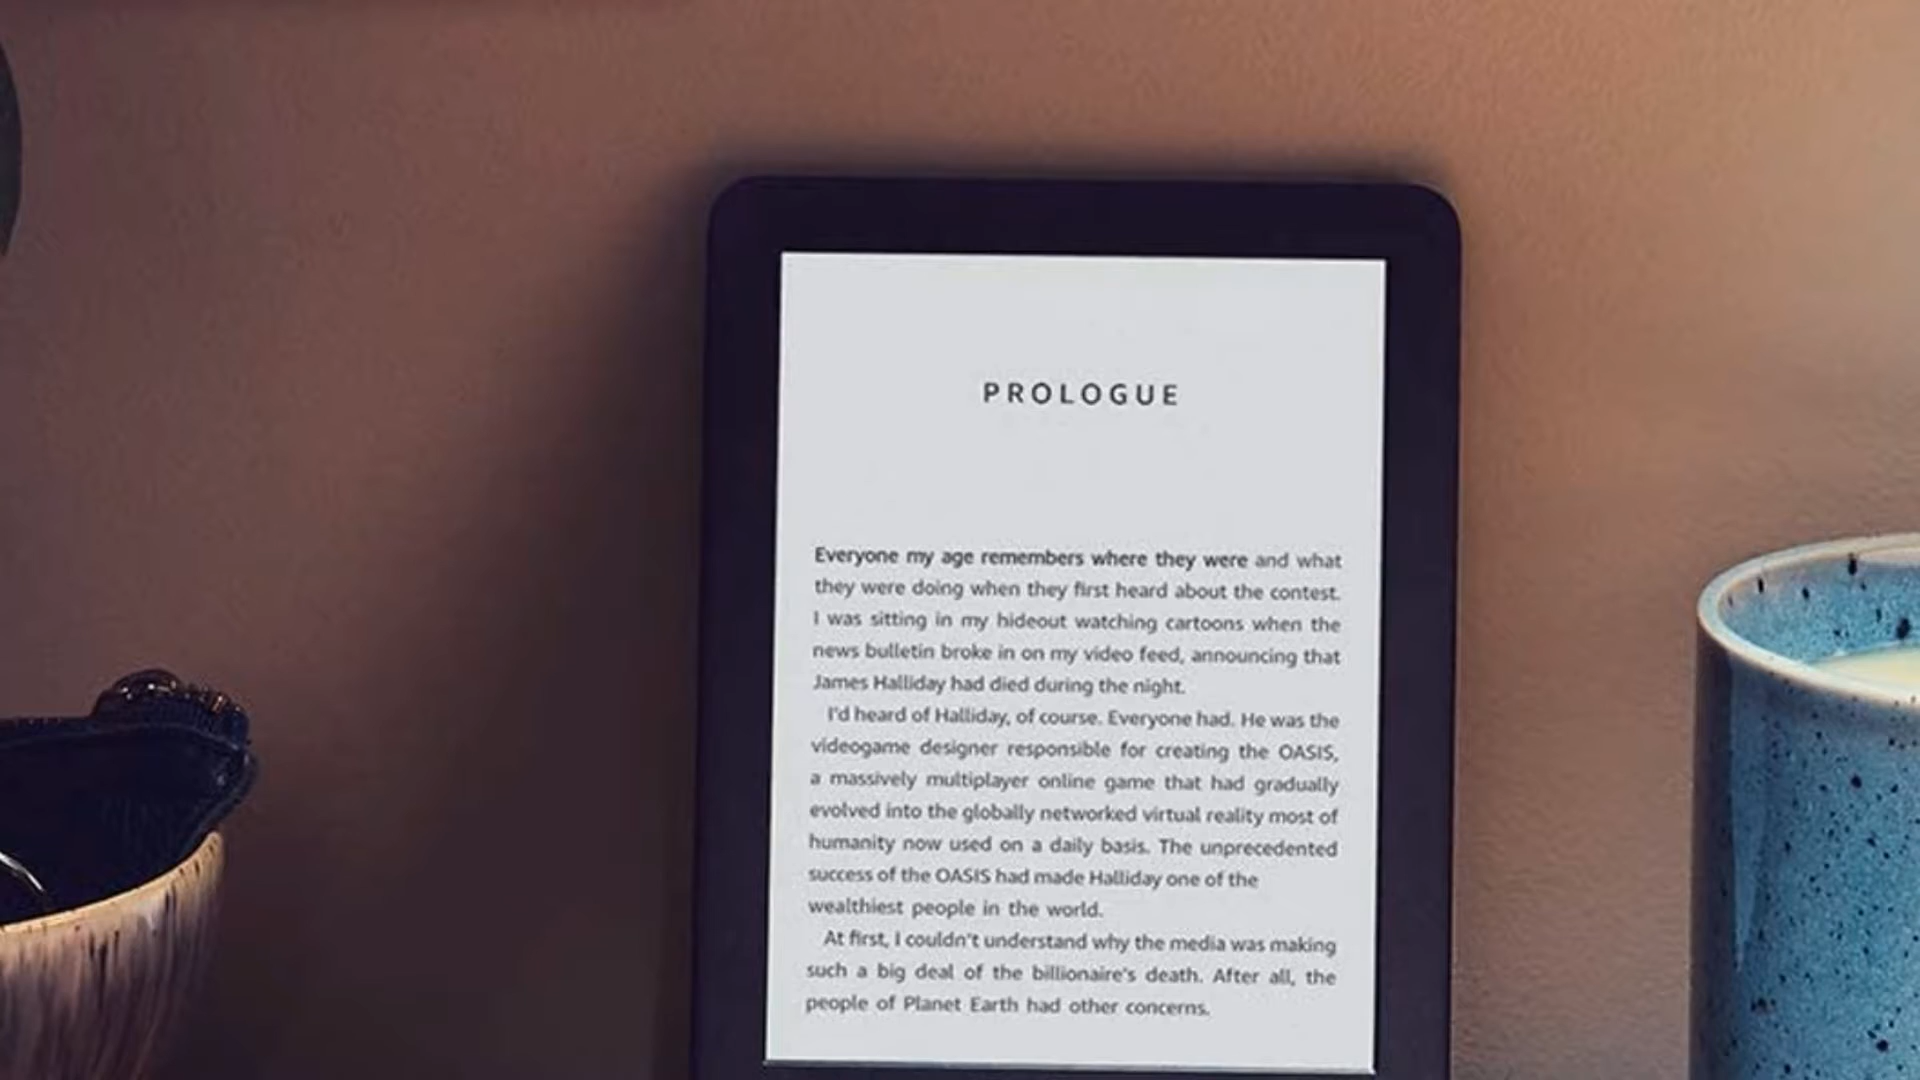 PROLOGUE
Everyone my age remembers where they were and what
they were doing when they first heard about the contest.
I was sitting in my hideout watching cartoons when the
news bulletin broke in on my video feed, announcing that
James Halliday had died during the night.
I'd heard of Halliday, of course. Everyone had. He was the
videogame designer responsible for creating the OASIS,
a massively multiplayer online game that had gradually
evolved into the globally networked virtual reality most of
humanity now used on a daily basis. The unprecedented
success of the OASIS had made Halliday one of the
wealthiest people in the world.
At first, I couldn't understand why the media was making
such a big deal of the billionaire's death. After all, the
people of Planet Earth had other concerns.